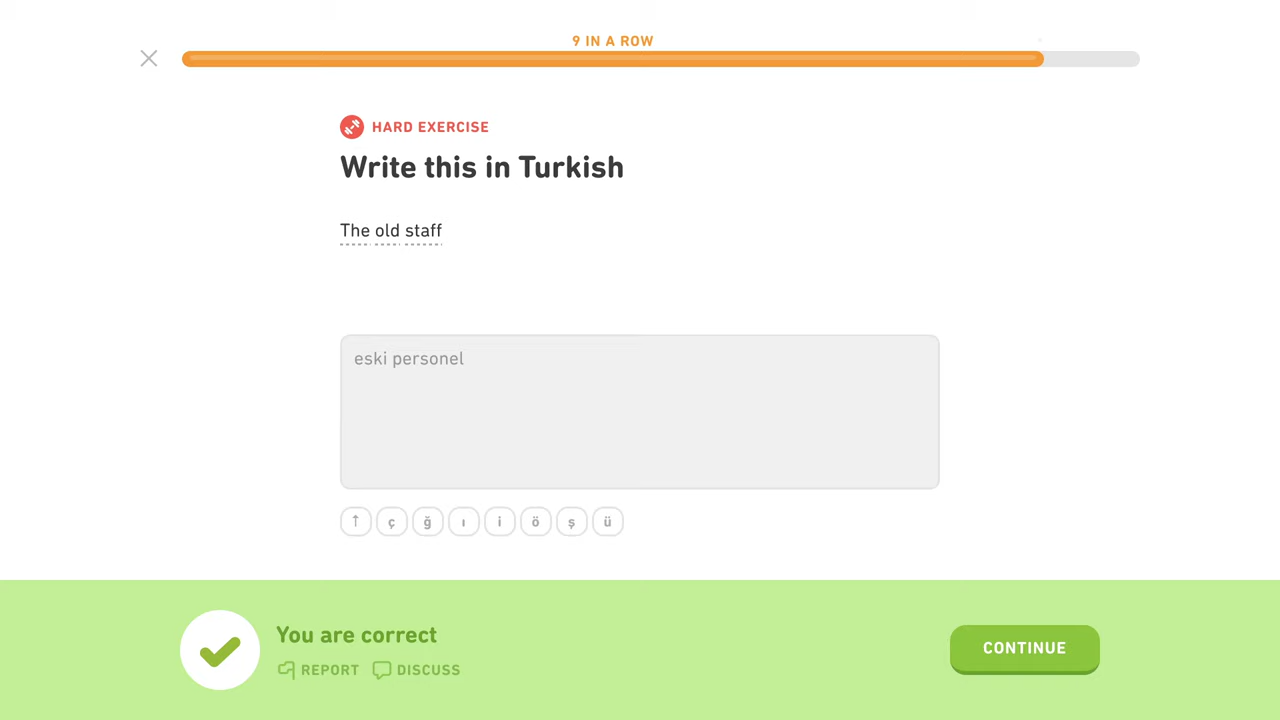 9 IN A ROW
HARD EXERCISE
Write this in Turkish
The old staff
eski personel
↑ ç ğ ı i ö ş ü
You are correct
REPORT DISCUSS
CONTINUE